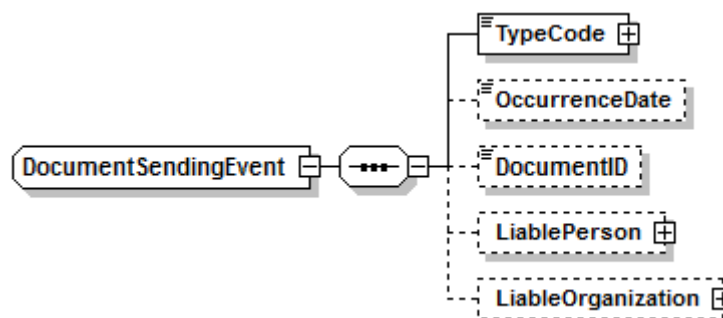 TypeCode
OccurrenceDate
DocumentSendingEvent
DocumentID
LiablePerson
LiableOrganization